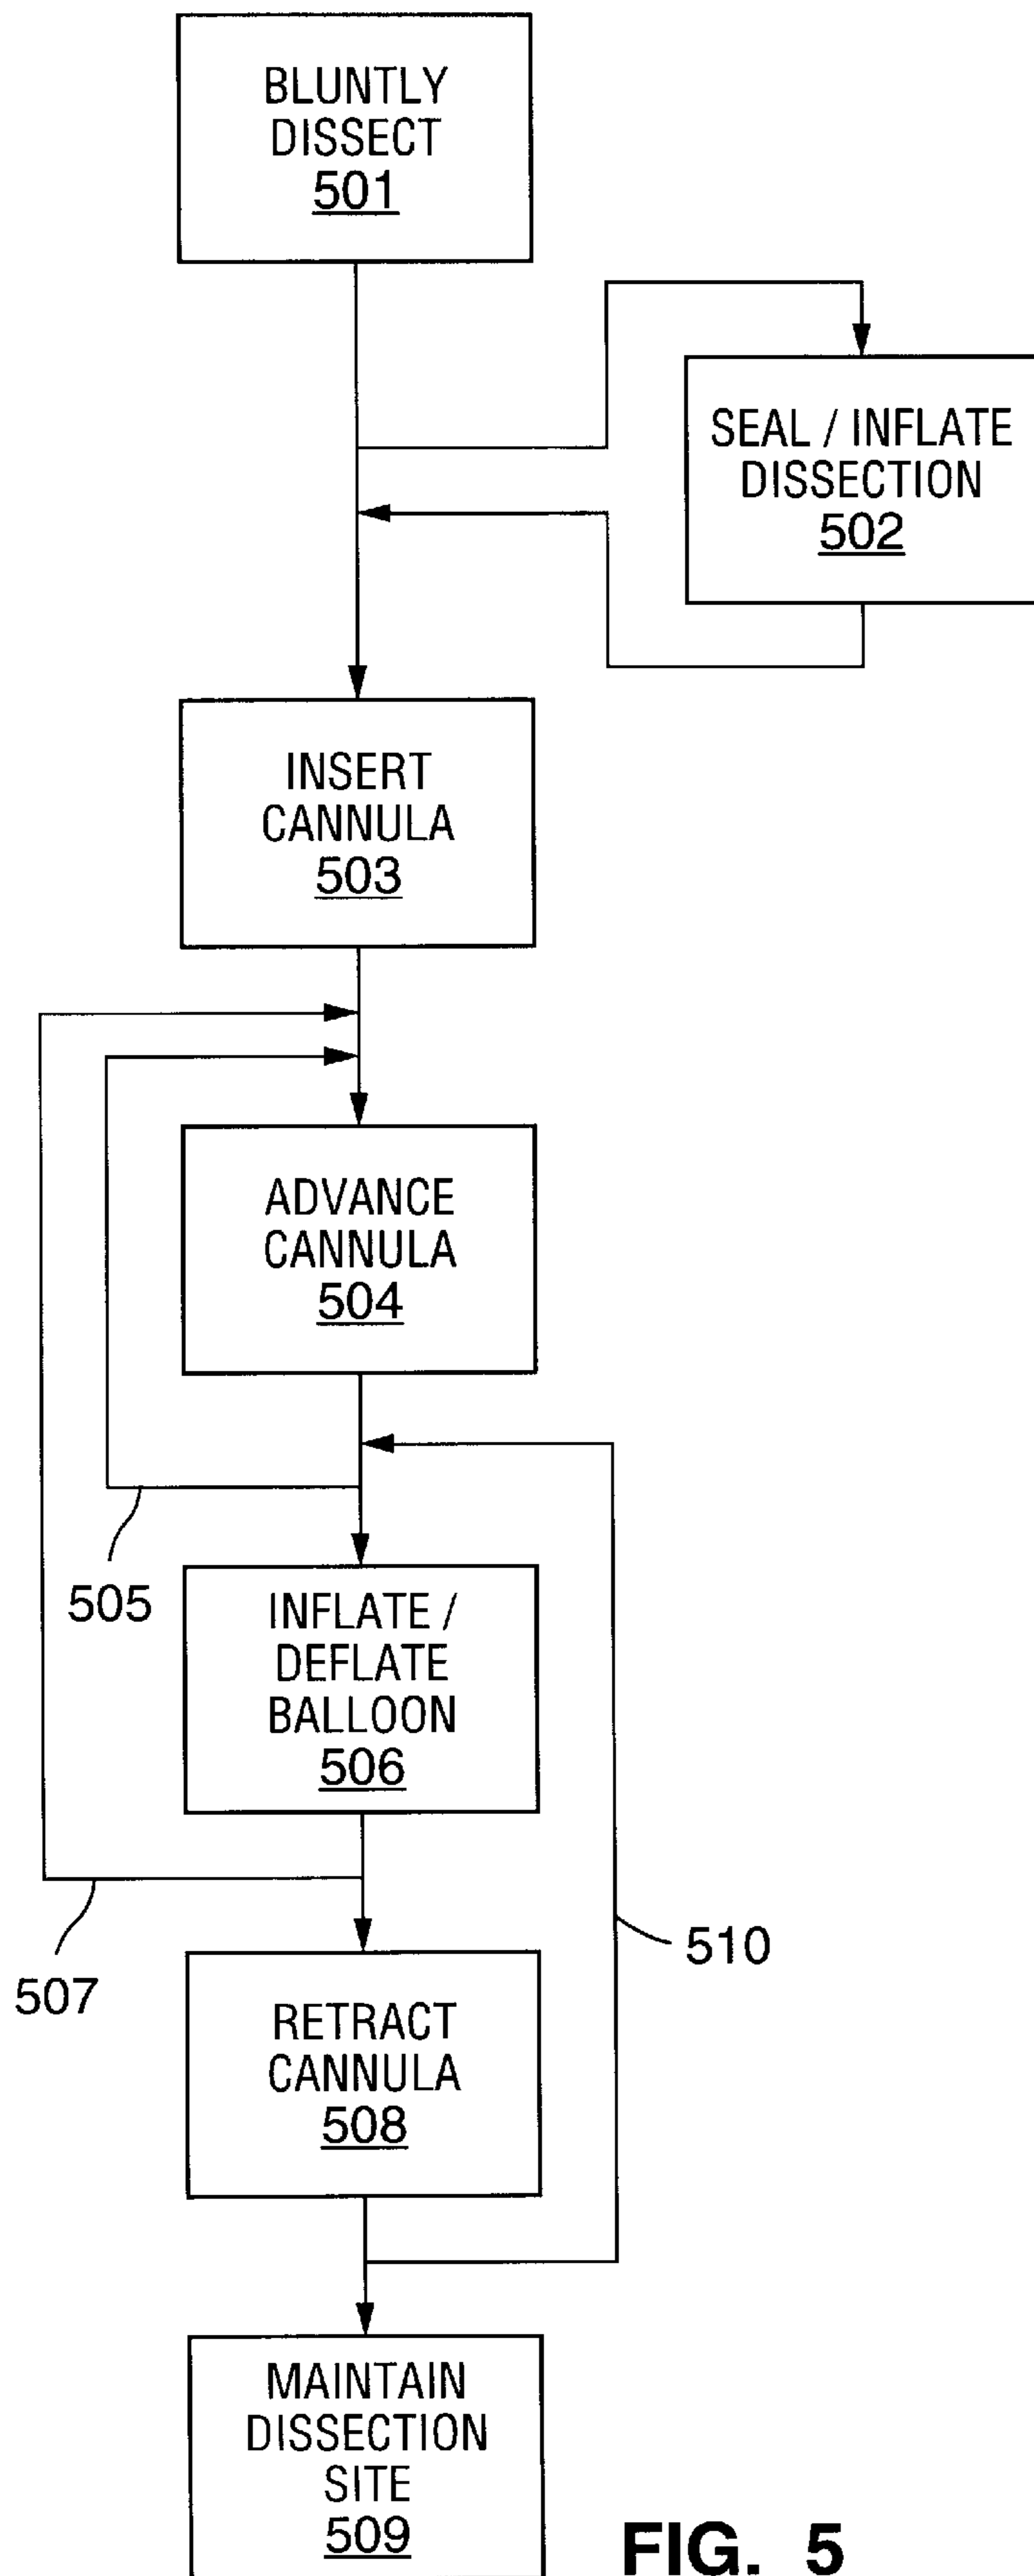 BLUNTLY
DISSECT
501
SEAL / INFLATE
DISSECTION
502
INSERT
CANNULA
503
ADVANCE
CANNULA
504
505
INFLATE /
DEFLATE
BALLOON
506
507
510
RETRACT
CANNULA
508
MAINTAIN
DISSECTION
SITE
509
FIG. 5